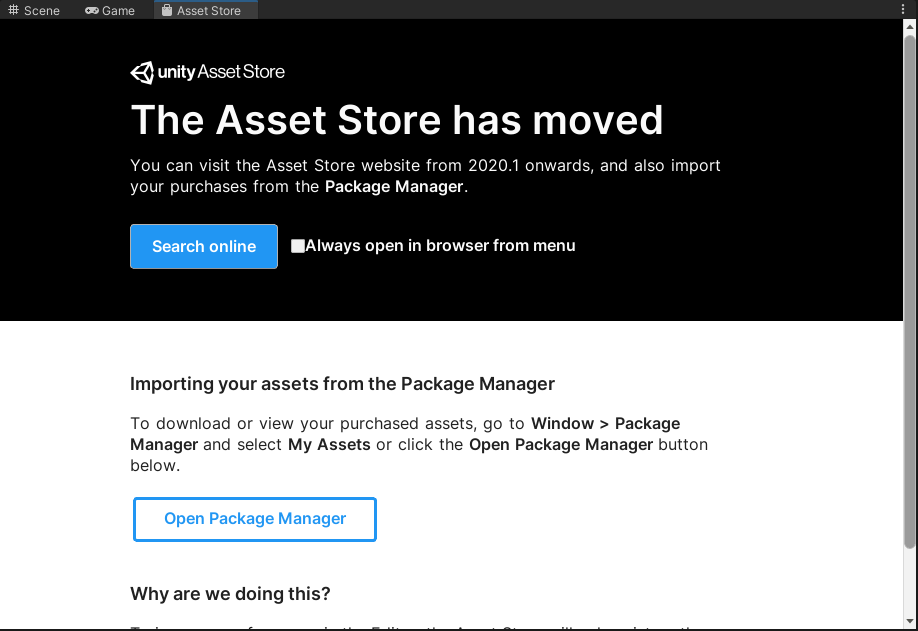 Scene
Game
Asset Store
unity Asset Store
The Asset Store has moved
You can visit the Asset Store website from 2020.1 onwards, and also import
your purchases from the Package Manager.
Search online
Always open in browser from menu
Importing your assets from the Package Manager
To download or view your purchased assets, go to Window > Package
Manager and select My Assets or click the Open Package Manager button
below.
Open Package Manager
Why are we doing this?